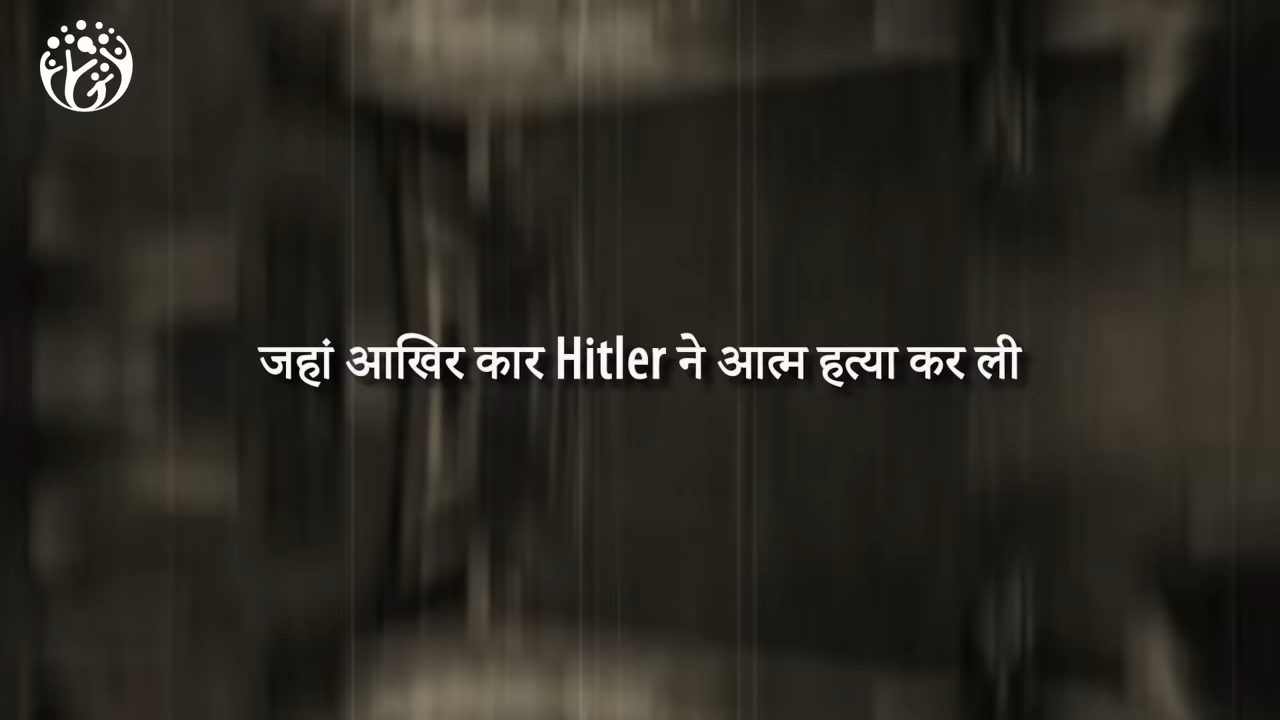 जहां आखिर कार Hitler ने आत्म हत्या कर ली